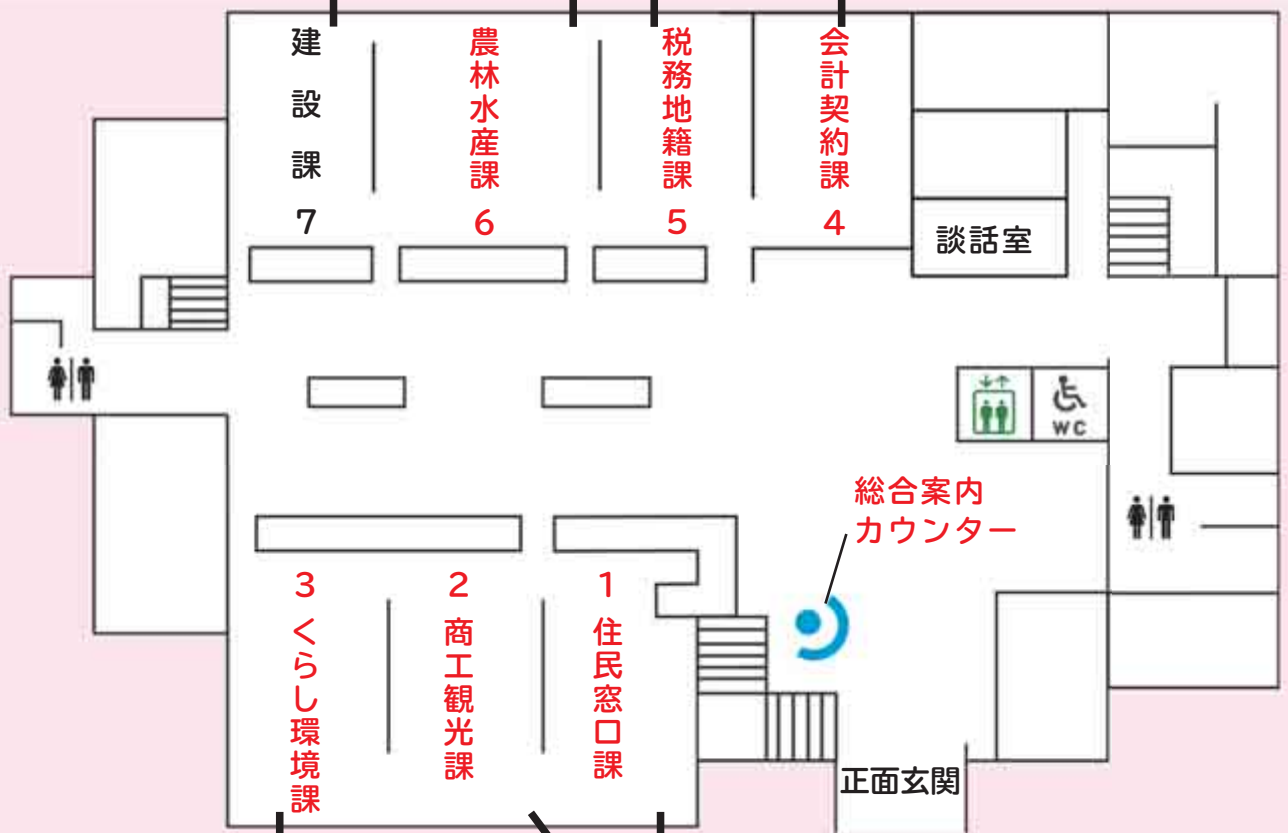 建設課
7
農林水産課
6
税務地籍課
5
会計契約課
4
談話室
WC
総合案内
カウンター
3
くらし環境課
2
商工観光課
1
住民窓口課
正面玄関